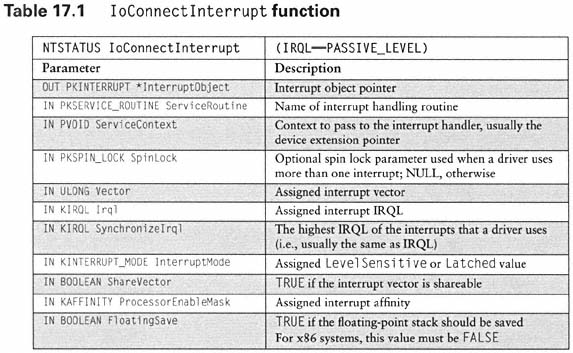 Table 17.1 IoConnectInterrupt function
NTSTATUS IoConnectInterrupt (IRQL—PASSIVE_LEVEL)
Parameter Description
OUT PKINTERRUPT *InterruptObject Interrupt object pointer
IN PKSERVICE_ROUTINE ServiceRoutine Name of interrupt handling routine
IN PVOID ServiceContext Context to pass to the interrupt handler, usually the
device extension pointer
IN PKSPIN_LOCK SpinLock Optional spin lock parameter used when a driver uses
more than one interrupt; NULL, otherwise
IN ULONG Vector Assigned interrupt vector
IN KIRQL Irql Assigned interrupt IRQL
IN KIRQL SynchronizeIrql The highest IRQL of the interrupts that a driver uses
(i.e., usually the same as IRQL)
IN KINTERRUPT_MODE InterruptMode Assigned LevelSensitive or Latched value
IN BOOLEAN ShareVector TRUE if the interrupt vector is shareable
IN KAFFINITY ProcessorEnableMask Assigned interrupt affinity
IN BOOLEAN FloatingSave TRUE if the floating-point stack should be saved
For x86 systems, this value must be FALSE